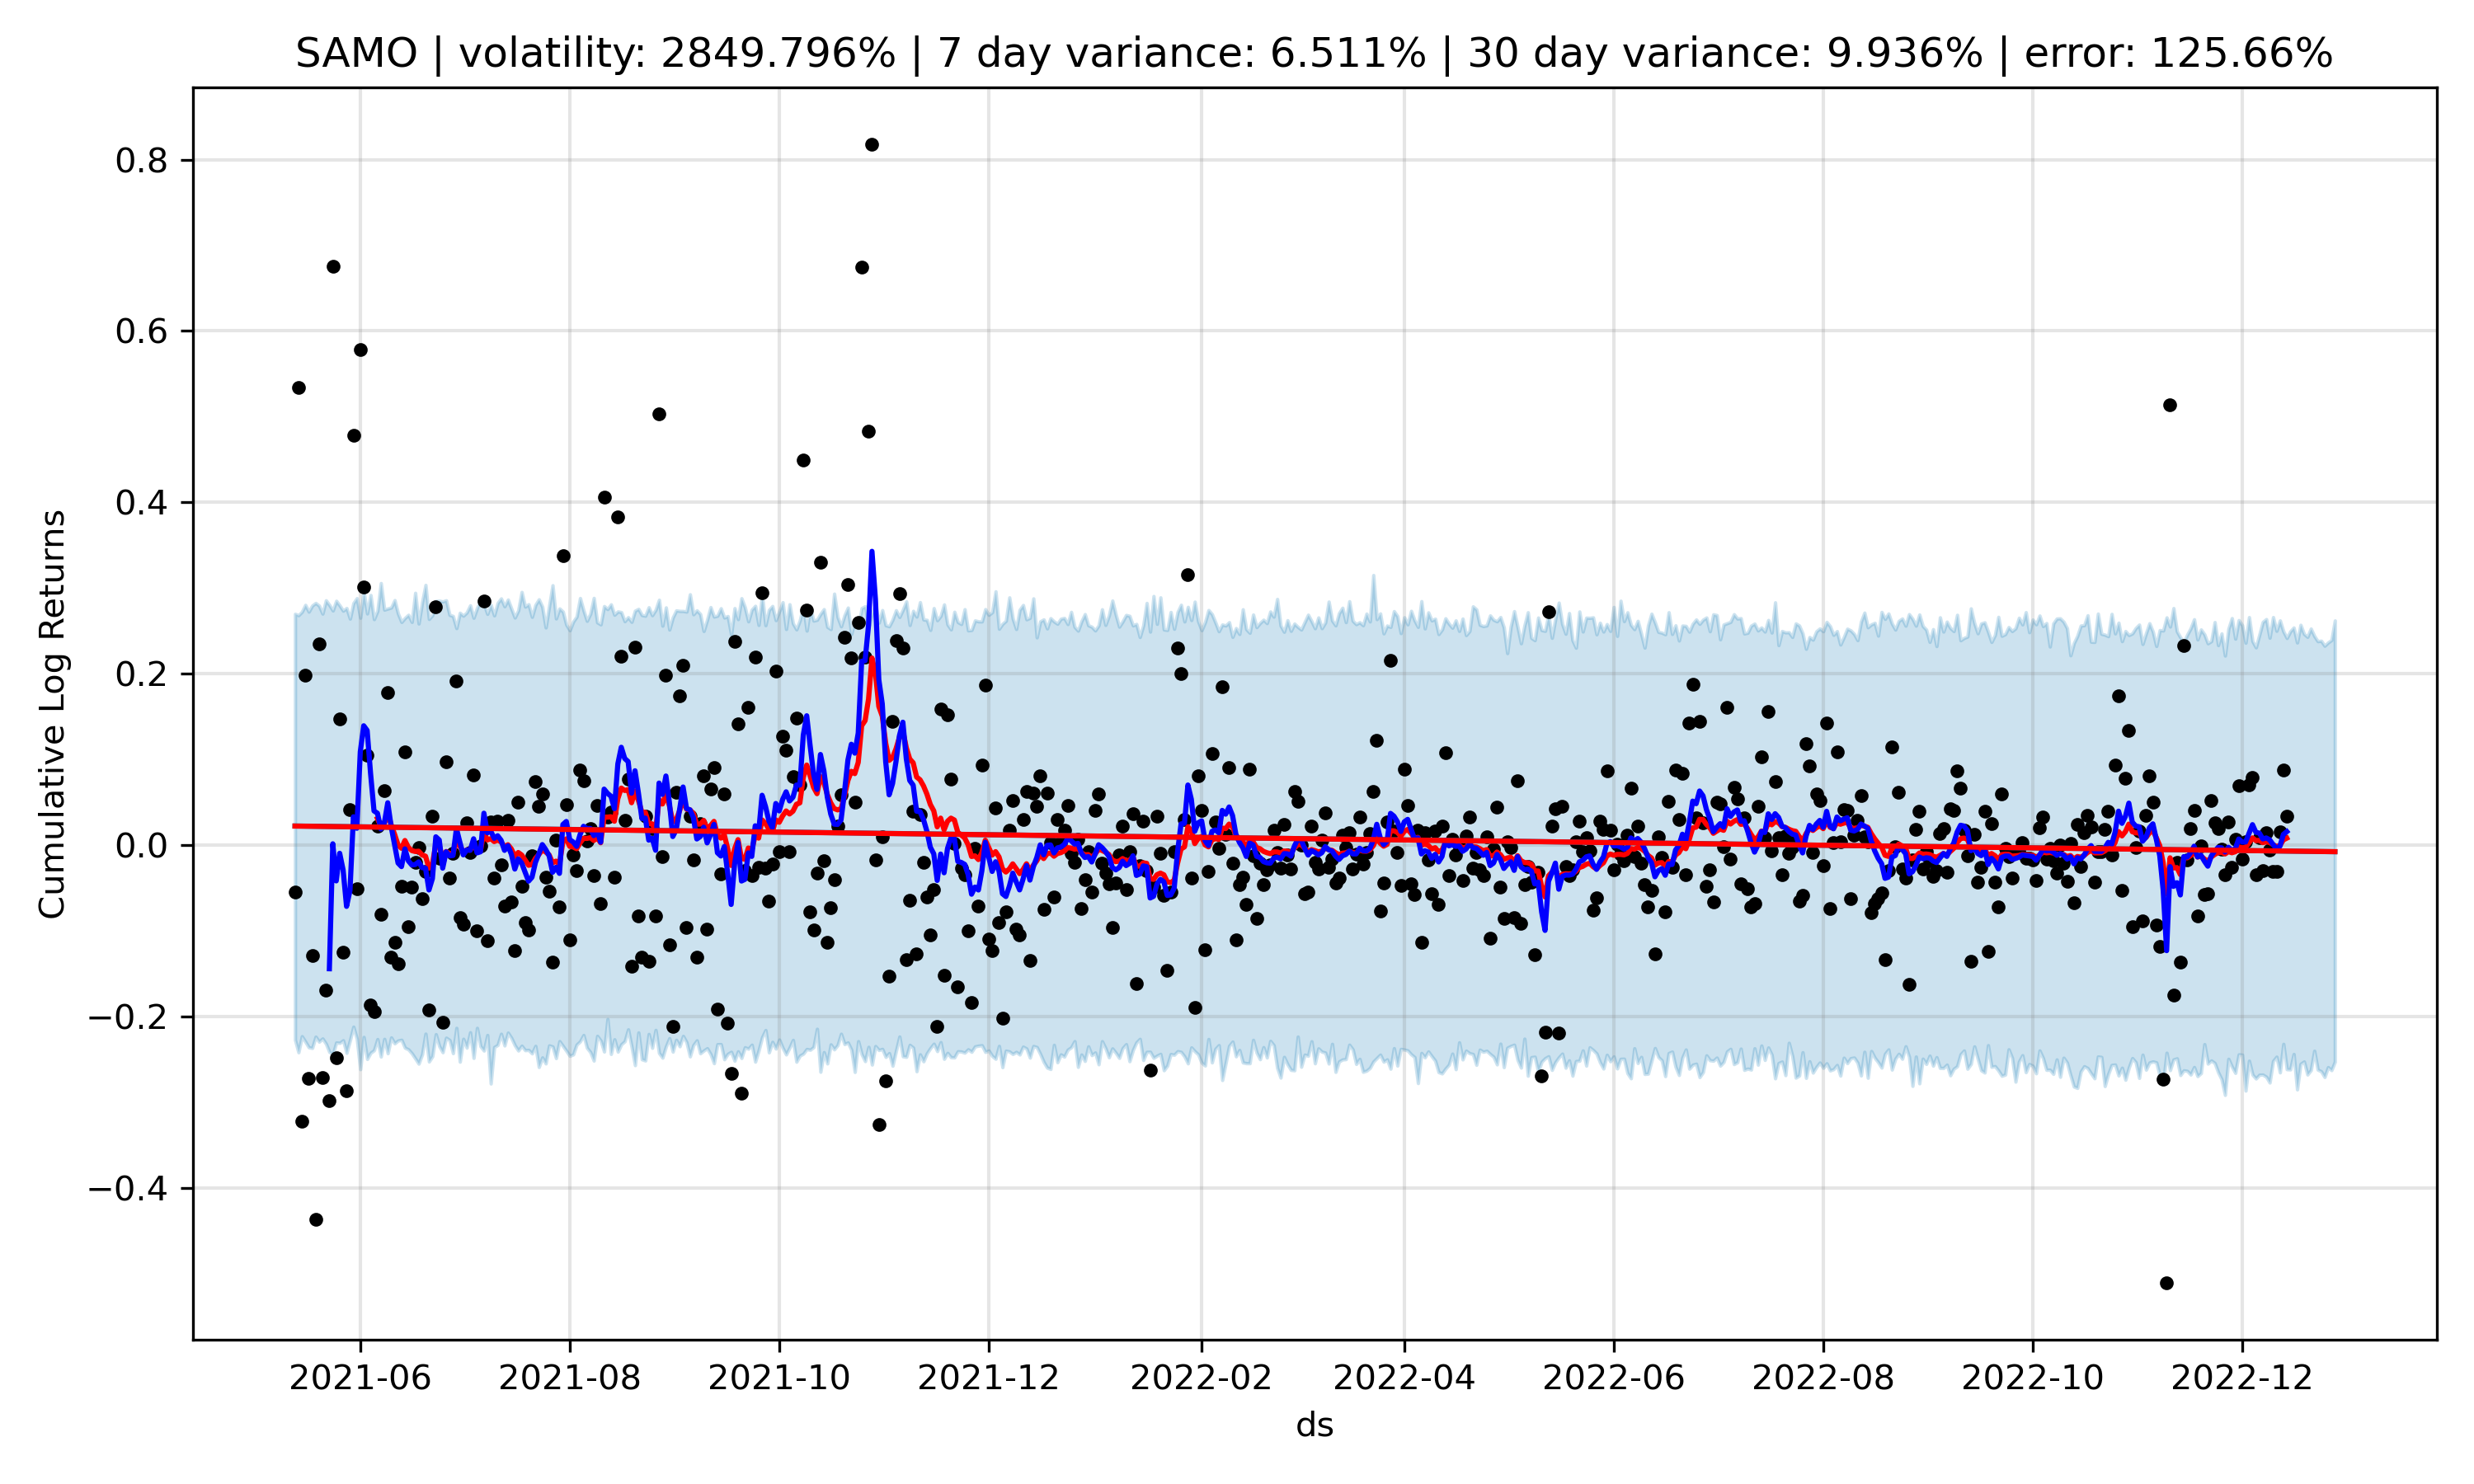 SAMO | volatility: 2849.796% | 7 day variance: 6.511% | 30 day variance: 9.936% | error: 125.66%
Cumulative Log Returns
0.8
0.6
0.4
0.2
0.0
−0.2
−0.4
2021-06 2021-08 2021-10 2021-12 2022-02 2022-04 2022-06 2022-08 2022-10 2022-12
ds